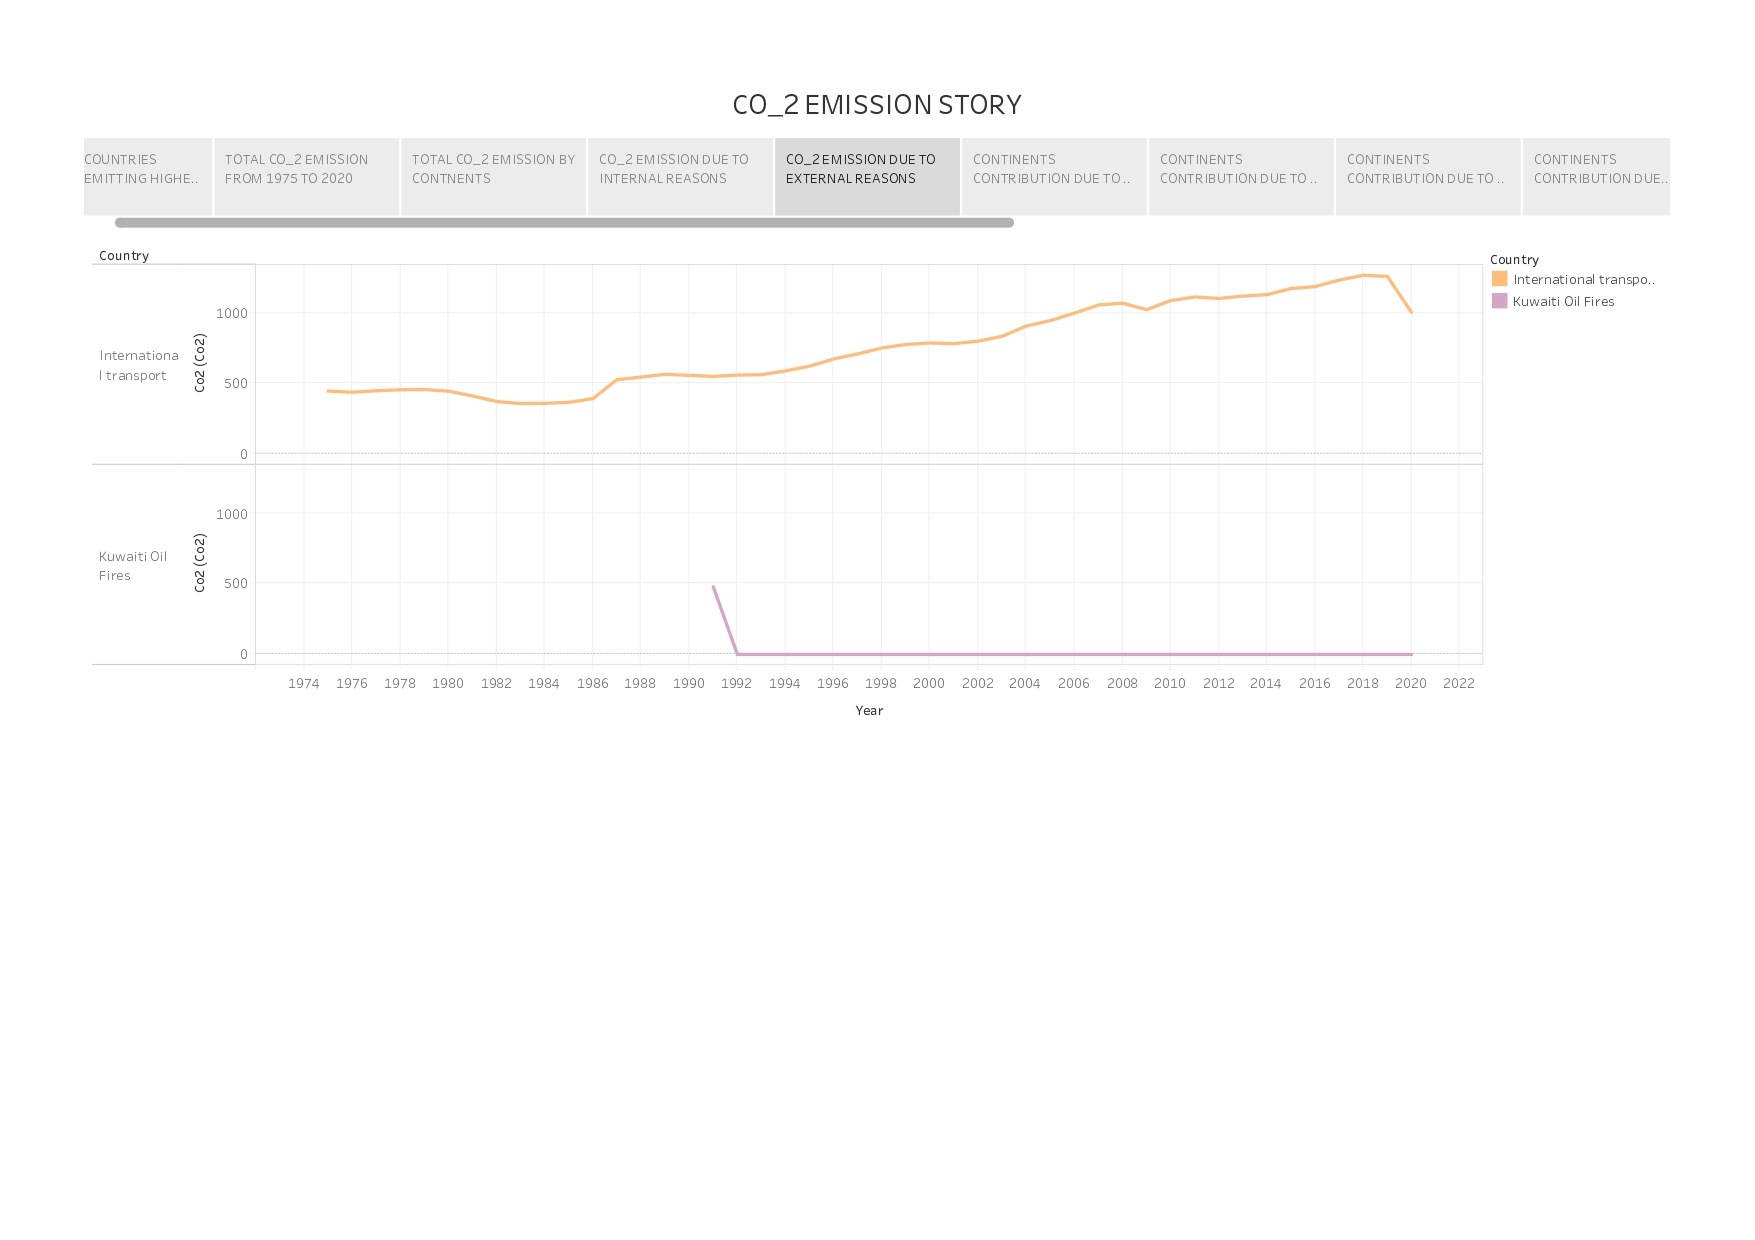 CO_2 EMISSION STORY
COUNTRIES
EMITTING HIGHE..
TOTAL CO_2 EMISSION
FROM 1975 TO 2020
TOTAL CO_2 EMISSION BY
CONTNENTS
CO_2 EMISSION DUE TO
INTERNAL REASONS
CO_2 EMISSION DUE TO
EXTERNAL REASONS
CONTINENTS
CONTRIBUTION DUE TO ..
CONTINENTS
CONTRIBUTION DUE TO ..
CONTINENTS
CONTRIBUTION DUE TO ..
CONTINENTS
CONTRIBUTION DUE..
Country
Internationa
l transport
Co2 (Co2)
1000
500
0
Kuwaiti Oil
Fires
Co2 (Co2)
1000
500
0
1974 1976 1978 1980 1982 1984 1986 1988 1990 1992 1994 1996 1998 2000 2002 2004 2006 2008 2010 2012 2014 2016 2018 2020 2022
Year
Country
International transpo..
Kuwaiti Oil Fires